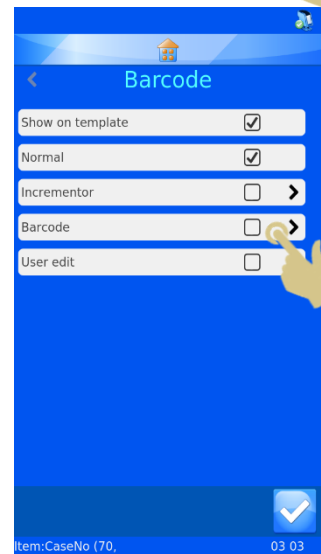 Barcode
Show on template
Normal
Incrementor
Barcode
User edit
Item:CaseNo (70, 03 03